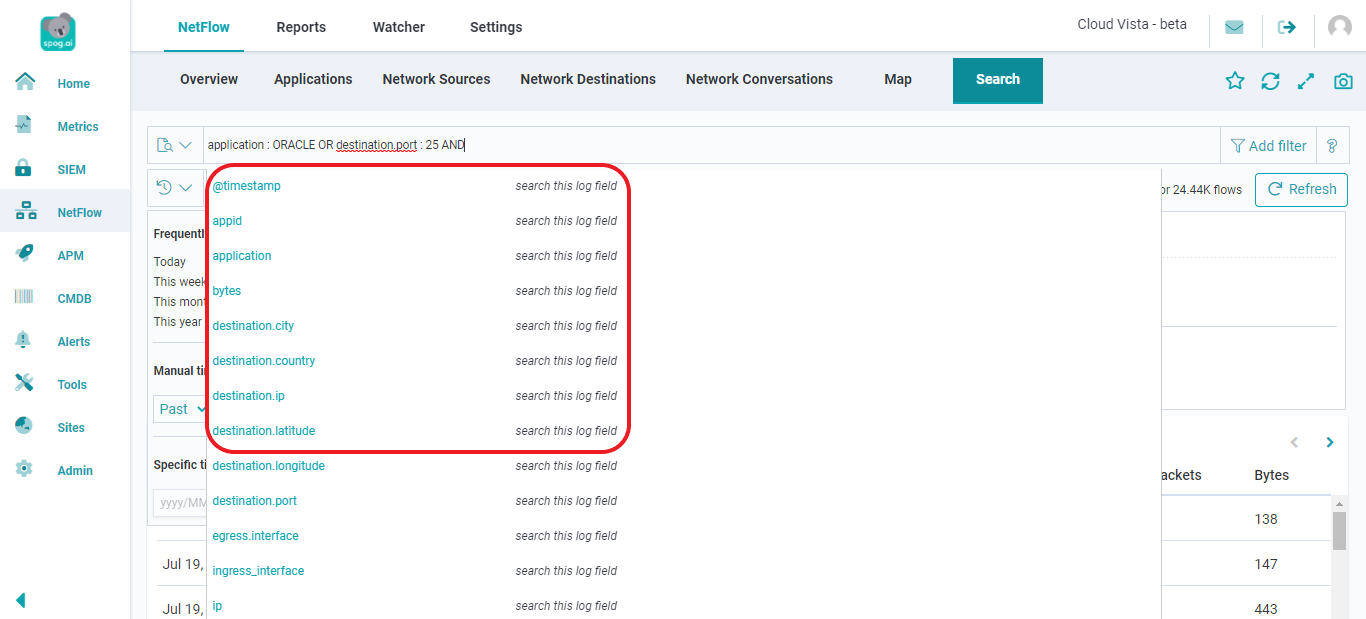 spog.ai
NetFlow Reports Watcher Settings
Cloud Vista - beta
Overview Applications Network Sources Network Destinations Network Conversations Map Search
Home
Metrics
SIEM
NetFlow
APM
CMDB
Alerts
Tools
Sites
Admin
application : ORACLE OR destination.port : 25 AND
Add filter
?
or 24.44K flows
Refresh
Frequentl
Today
This week
This mont
This year
Manual ti
Past
Specific ti
yyyy/MM
@timestamp search this log field
appid search this log field
application search this log field
bytes search this log field
destination.city search this log field
destination.country search this log field
destination.ip search this log field
destination.latitude search this log field
destination.longitude search this log field
destination.port search this log field
egress.interface search this log field
ingress_interface search this log field
ip search this log field
ackets Bytes
138
Jul 19, 147
Jul 19, 443